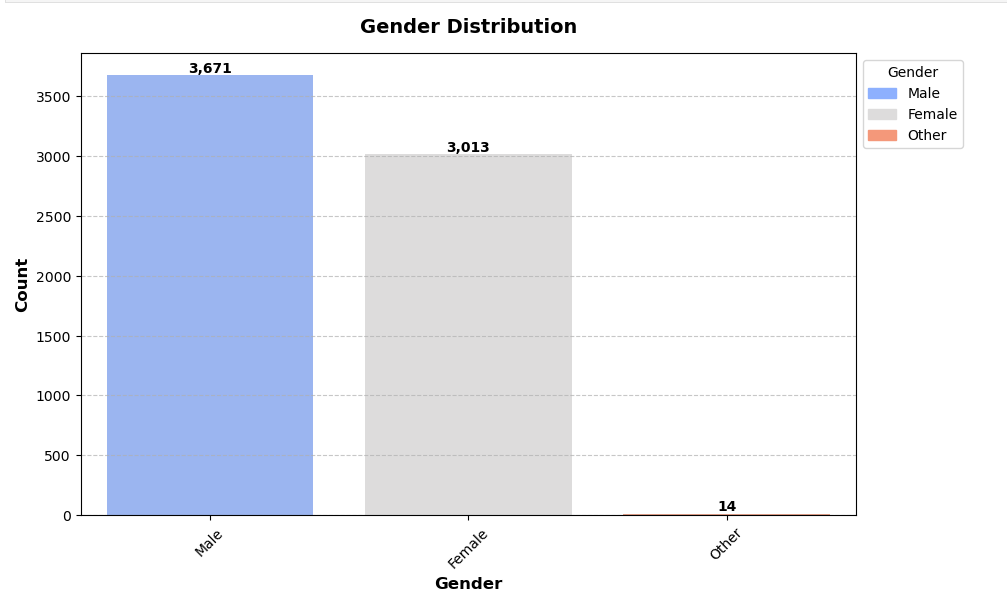 Gender Distribution
3,671
3,013
14
3500
3000
2500
2000
1500
1000
500
0
Count
Male
Female
Other
Gender
Gender
Male
Female
Other